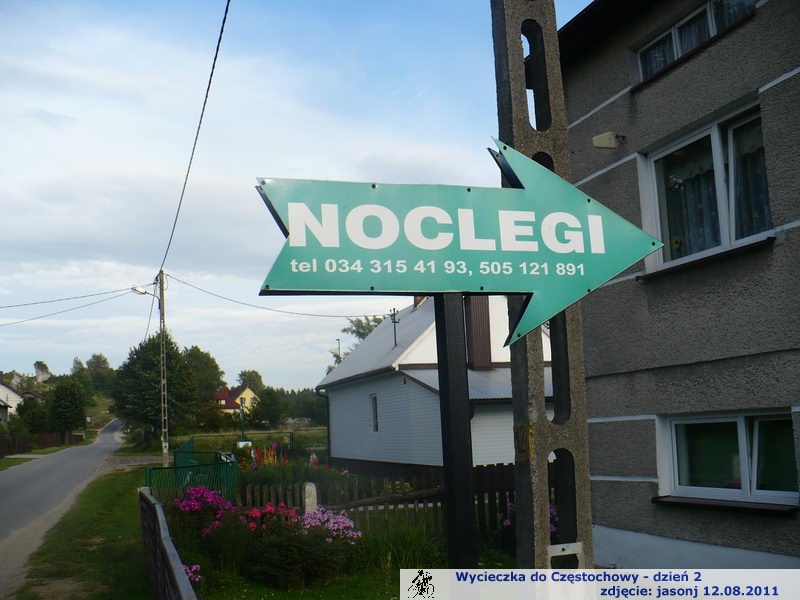 NOCLEGI
tel 034 315 41 93, 505 121 891
Wycieczka do Częstochowy - dzień 2
zdjęcie: jasonj 12.08.2011